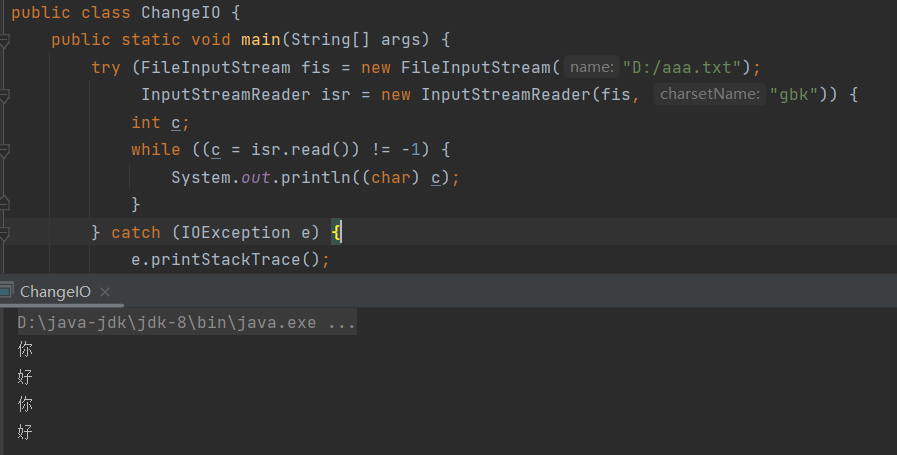 public class ChangeIO {
public static void main(String[] args) {
try (FileInputStream fis = new FileInputStream( name: "D:/aaa.txt");
InputStreamReader isr = new InputStreamReader(fis, charsetName: "gbk")) {
int c;
while ((c = isr.read()) != -1) {
System.out.println((char) c);
}
} catch (IOException e) {
e.printStackTrace();
ChangeIO ×
D:\java-jdk\jdk-8\bin\java.exe ...
你
好
你
好